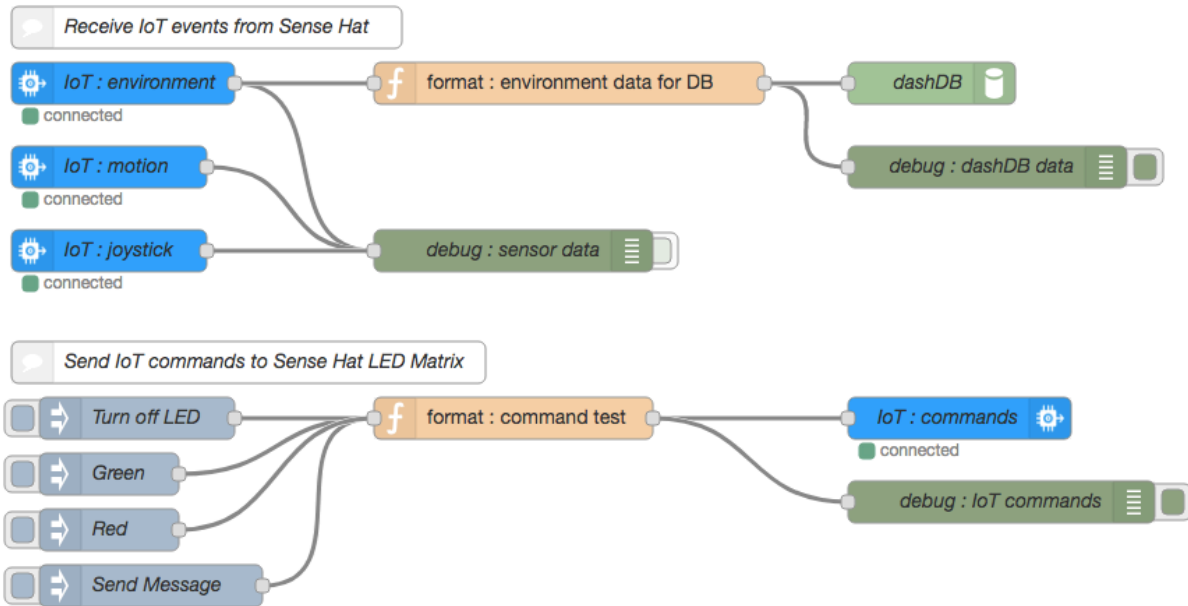 Receive IoT events from Sense Hat
IoT : environment
format : environment data for DB
dashDB
connected
IoT : motion
debug : dashDB data
connected
IoT : joystick
debug : sensor data
connected
Send IoT commands to Sense Hat LED Matrix
Turn off LED
format : command test
IoT : commands
connected
Green
debug : IoT commands
Red
Send Message